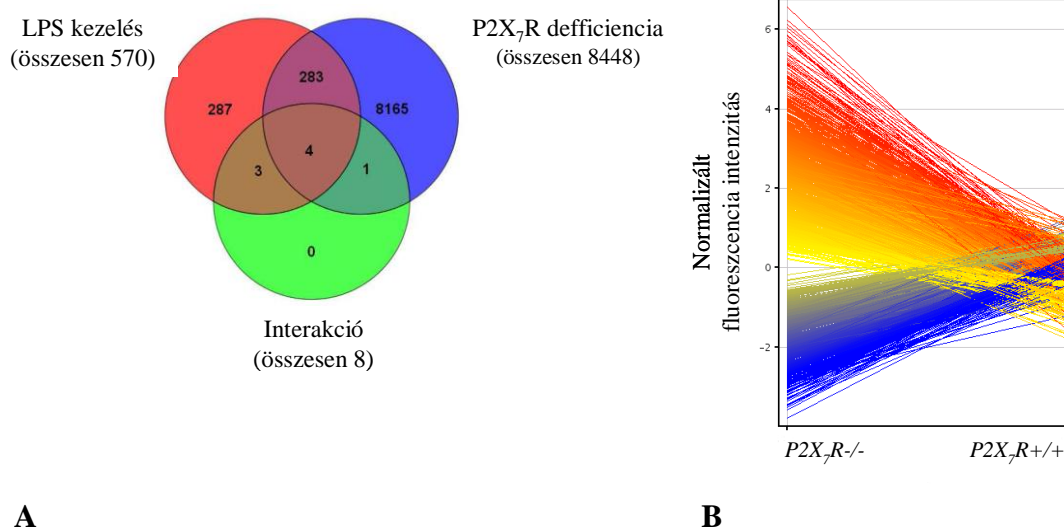 LPS kezelés
(összesen 570)
P2X7R defficiencia
(összesen 8448)
283
287
8165
4
3
1
0
Interakció
(összesen 8)
A
Normalizált
fluoreszcencia intenzitás
6
4
2
0
-2
P2X7R-/-
P2X7R+/+
B